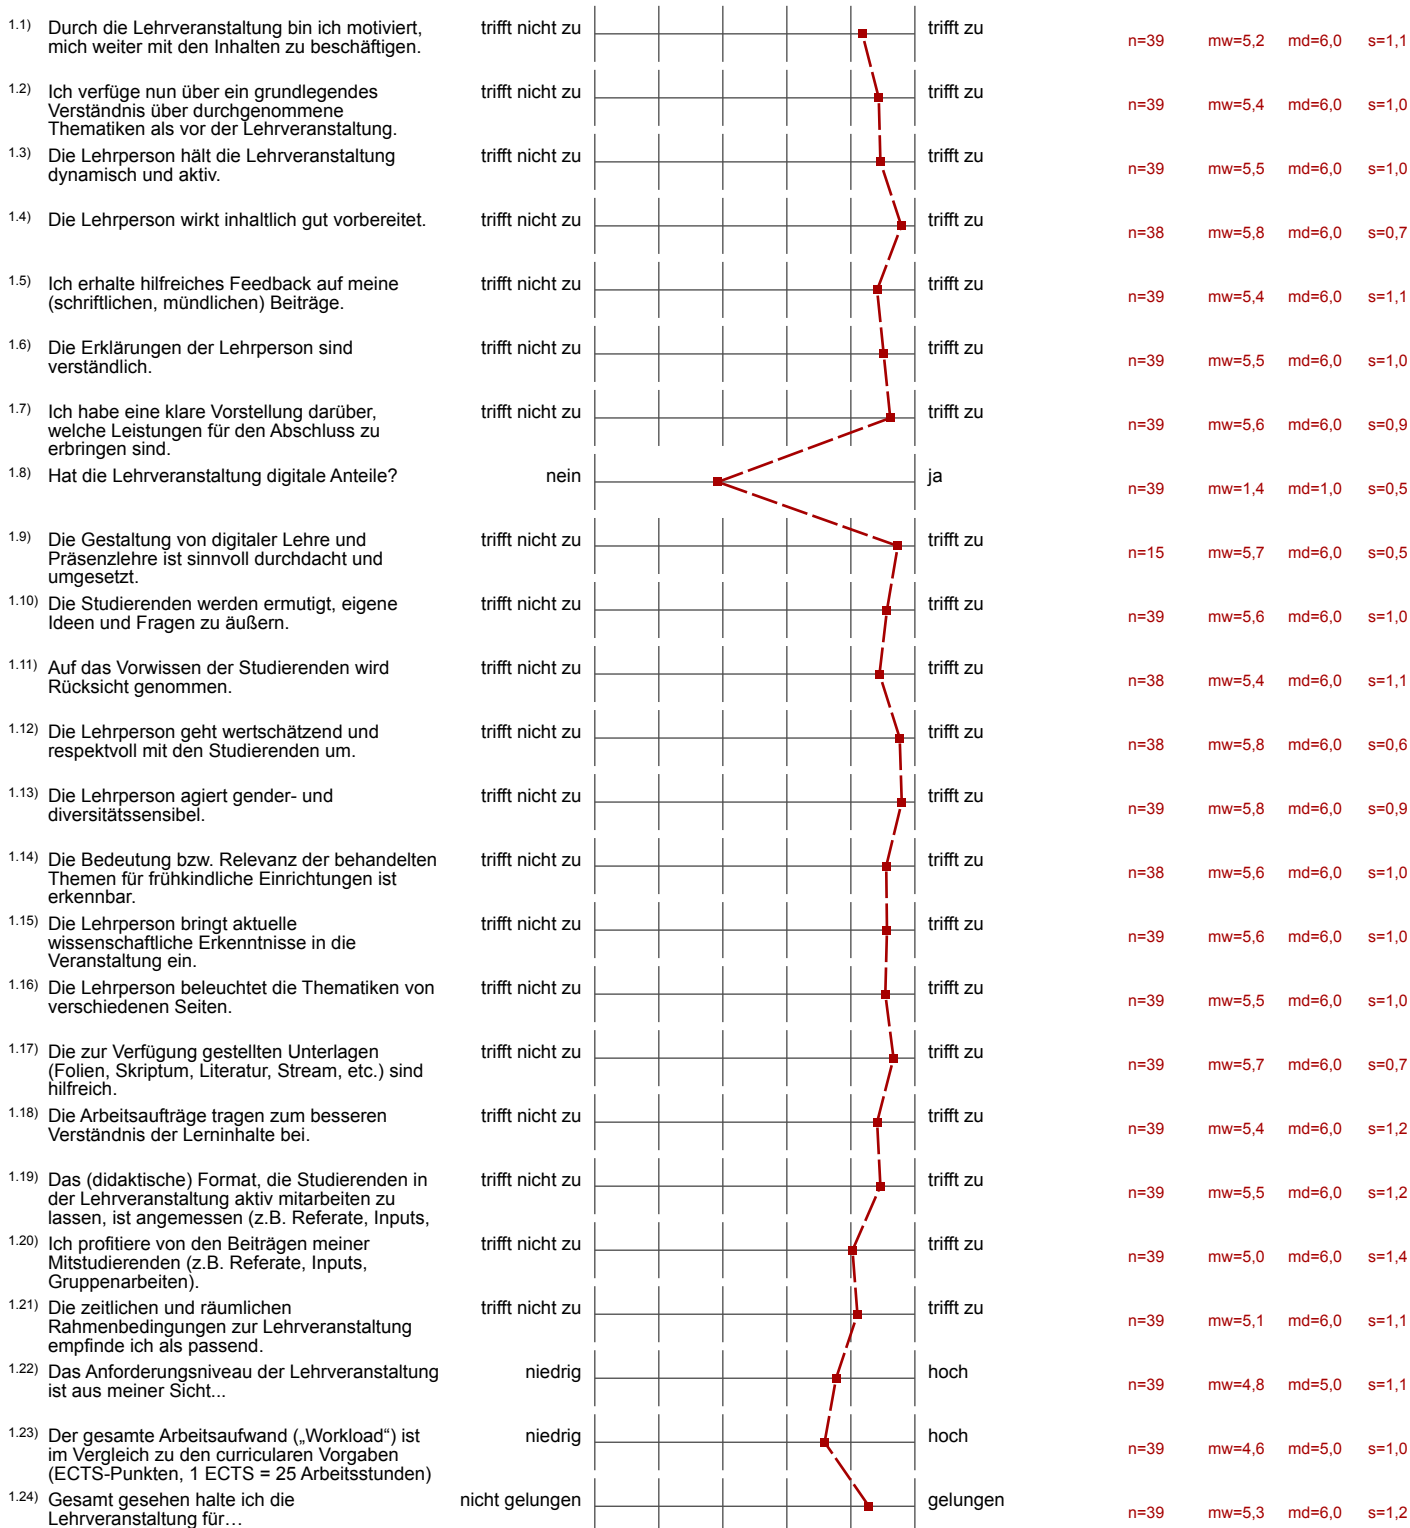 1.1) Durch die Lehrveranstaltung bin ich motiviert, trifft nicht zu trifft zu n=39 mw=5,2 md=6,0 s=1,1
mich weiter mit den Inhalten zu beschäftigen.
1.2) Ich verfüge nun über ein grundlegendes trifft nicht zu trifft zu n=39 mw=5,4 md=6,0 s=1,0
Verständnis über durchgenommene
Thematiken als vor der Lehrveranstaltung.
1.3) Die Lehrperson hält die Lehrveranstaltung trifft nicht zu trifft zu n=39 mw=5,5 md=6,0 s=1,0
dynamisch und aktiv.
1.4) Die Lehrperson wirkt inhaltlich gut vorbereitet. trifft nicht zu trifft zu n=38 mw=5,8 md=6,0 s=0,7
1.5) Ich erhalte hilfreiches Feedback auf meine trifft nicht zu trifft zu n=39 mw=5,4 md=6,0 s=1,1
(schriftlichen, mündlichen) Beiträge.
1.6) Die Erklärungen der Lehrperson sind trifft nicht zu trifft zu n=39 mw=5,5 md=6,0 s=1,0
verständlich.
1.7) Ich habe eine klare Vorstellung darüber, trifft nicht zu trifft zu n=39 mw=5,6 md=6,0 s=0,9
welche Leistungen für den Abschluss zu
erbringen sind.
1.8) Hat die Lehrveranstaltung digitale Anteile? nein ja n=39 mw=1,4 md=1,0 s=0,5
1.9) Die Gestaltung von digitaler Lehre und trifft nicht zu trifft zu n=15 mw=5,7 md=6,0 s=0,5
Präsenzlehre ist sinnvoll durchdacht und
umgesetzt.
1.10) Die Studierenden werden ermutigt, eigene trifft nicht zu trifft zu n=39 mw=5,6 md=6,0 s=1,0
Ideen und Fragen zu äußern.
1.11) Auf das Vorwissen der Studierenden wird trifft nicht zu trifft zu n=38 mw=5,4 md=6,0 s=1,1
Rücksicht genommen.
1.12) Die Lehrperson geht wertschätzend und trifft nicht zu trifft zu n=38 mw=5,8 md=6,0 s=0,6
respektvoll mit den Studierenden um.
1.13) Die Lehrperson agiert gender- und trifft nicht zu trifft zu n=39 mw=5,8 md=6,0 s=0,9
diversitätssensibel.
1.14) Die Bedeutung bzw. Relevanz der behandelten trifft nicht zu trifft zu n=38 mw=5,6 md=6,0 s=1,0
Themen für frühkindliche Einrichtungen ist
erkennbar.
1.15) Die Lehrperson bringt aktuelle trifft nicht zu trifft zu n=39 mw=5,6 md=6,0 s=1,0
wissenschaftliche Erkenntnisse in die
Veranstaltung ein.
1.16) Die Lehrperson beleuchtet die Thematiken von trifft nicht zu trifft zu n=39 mw=5,5 md=6,0 s=1,0
verschiedenen Seiten.
1.17) Die zur Verfügung gestellten Unterlagen trifft nicht zu trifft zu n=39 mw=5,7 md=6,0 s=0,7
(Folien, Skriptum, Literatur, Stream, etc.) sind
hilfreich.
1.18) Die Arbeitsaufträge tragen zum besseren trifft nicht zu trifft zu n=39 mw=5,4 md=6,0 s=1,2
Verständnis der Lerninhalte bei.
1.19) Das (didaktische) Format, die Studierenden in trifft nicht zu trifft zu n=39 mw=5,5 md=6,0 s=1,2
der Lehrveranstaltung aktiv mitarbeiten zu
lassen, ist angemessen (z.B. Referate, Inputs,
1.20) Ich profitiere von den Beiträgen meiner trifft nicht zu trifft zu n=39 mw=5,0 md=6,0 s=1,4
Mitstudierenden (z.B. Referate, Inputs,
Gruppenarbeiten).
1.21) Die zeitlichen und räumlichen trifft nicht zu trifft zu n=39 mw=5,1 md=6,0 s=1,1
Rahmenbedingungen zur Lehrveranstaltung
empfinde ich als passend.
1.22) Das Anforderungsniveau der Lehrveranstaltung niedrig hoch n=39 mw=4,8 md=5,0 s=1,1
ist aus meiner Sicht...
1.23) Der gesamte Arbeitsaufwand („Workload“) ist niedrig hoch n=39 mw=4,6 md=5,0 s=1,0
im Vergleich zu den curricularen Vorgaben
(ECTS-Punkten, 1 ECTS = 25 Arbeitsstunden)
1.24) Gesamt gesehen halte ich die nicht gelungen gelungen n=39 mw=5,3 md=6,0 s=1,2
Lehrveranstaltung für…